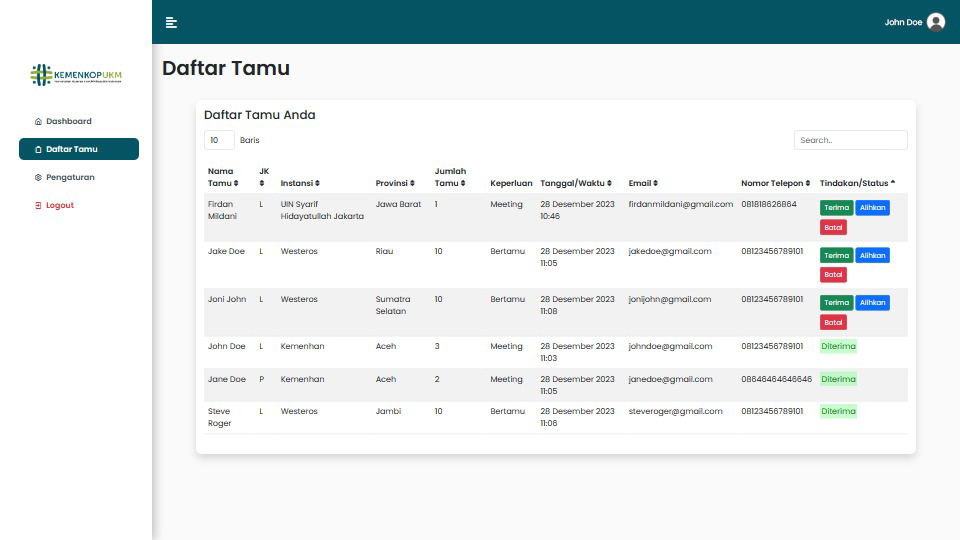 John Doe
KEMENKOPUKM
Daftar Tamu
Dashboard
Daftar Tamu
Pengaturan
Logout
Daftar Tamu Anda
10 Baris Search..
Nama Tamu JK Instansi Provinsi Jumlah Tamu Keperluan Tanggal/Waktu Email Nomor Telepon Tindakan/Status
Firdan Mildani L UIN Syarif Hidayatullah Jakarta Jawa Barat 1 Meeting 28 Desember 2023 10:46 firdanmildani@gmail.com 081818626864 Terima Alihkan Batal
Jake Doe L Westeros Riau 10 Bertamu 28 Desember 2023 11:05 jakedoe@gmail.com 08123456789101 Terima Alihkan Batal
Joni John L Westeros Sumatra Selatan 10 Bertamu 28 Desember 2023 11:08 jonijohn@gmail.com 08123456789101 Terima Alihkan Batal
John Doe L Kemenhan Aceh 3 Meeting 28 Desember 2023 11:03 johndoe@gmail.com 08123456789101 Diterima
Jane Doe P Kemenhan Aceh 2 Meeting 28 Desember 2023 11:05 janedoe@gmail.com 08646464646646 Diterima
Steve Roger L Westeros Jambi 10 Bertamu 28 Desember 2023 11:06 steveroger@gmail.com 08123456789101 Diterima